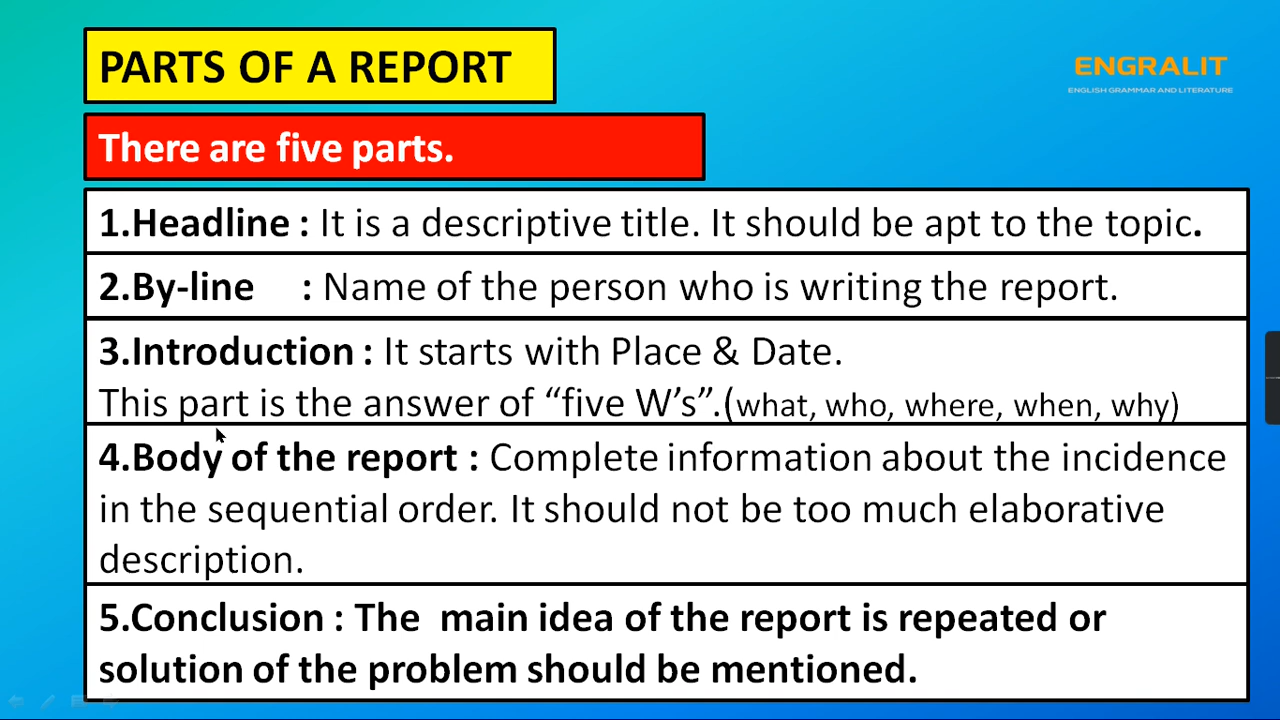 PARTS OF A REPORT
ENGRALIT
ENGLISH GRAMMAR AND LITERATURE
There are five parts.
1.Headline : It is a descriptive title. It should be apt to the topic.
2.By-line : Name of the person who is writing the report.
3.Introduction : It starts with Place & Date.
This part is the answer of “five W’s”.(what, who, where, when, why)
4.Body of the report : Complete information about the incidence
in the sequential order. It should not be too much elaborative
description.
5.Conclusion : The main idea of the report is repeated or
solution of the problem should be mentioned.